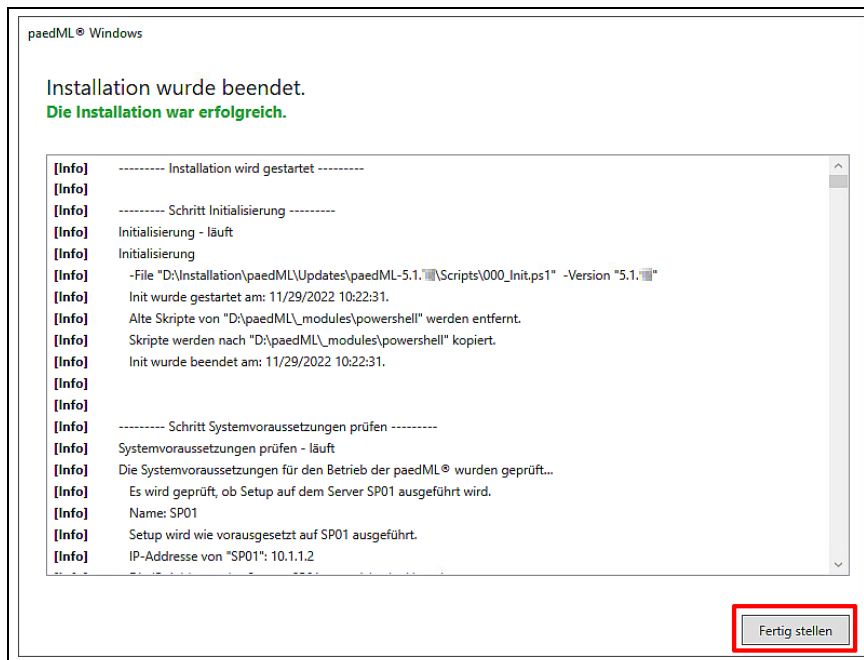 paedML® Windows
Installation wurde beendet.
Die Installation war erfolgreich.
[Info] --------- Installation wird gestartet ---------
[Info]
[Info] --------- Schritt Initialisierung ---------
[Info] Initialisierung - läuft
[Info] Initialisierung
[Info] -File "D:\Installation\paedML\Updates\paedML-5.1. \Scripts\000_Init.ps1" -Version "5.1. "
[Info] Init wurde gestartet am: 11/29/2022 10:22:31.
[Info] Alte Skripte von "D:\paedML\_modules\powershell" werden entfernt.
[Info] Skripte werden nach "D:\paedML\_modules\powershell" kopiert.
[Info] Init wurde beendet am: 11/29/2022 10:22:31.
[Info]
[Info]
[Info] --------- Schritt Systemvoraussetzungen prüfen ---------
[Info] Systemvoraussetzungen prüfen - läuft
[Info] Die Systemvoraussetzungen für den Betrieb der paedML® wurden geprüft...
[Info] Es wird geprüft, ob Setup auf dem Server SP01 ausgeführt wird.
[Info] Name: SP01
[Info] Setup wird wie vorausgesetzt auf SP01 ausgeführt.
[Info] IP-Addresse von "SP01": 10.1.1.2
Fertig stellen